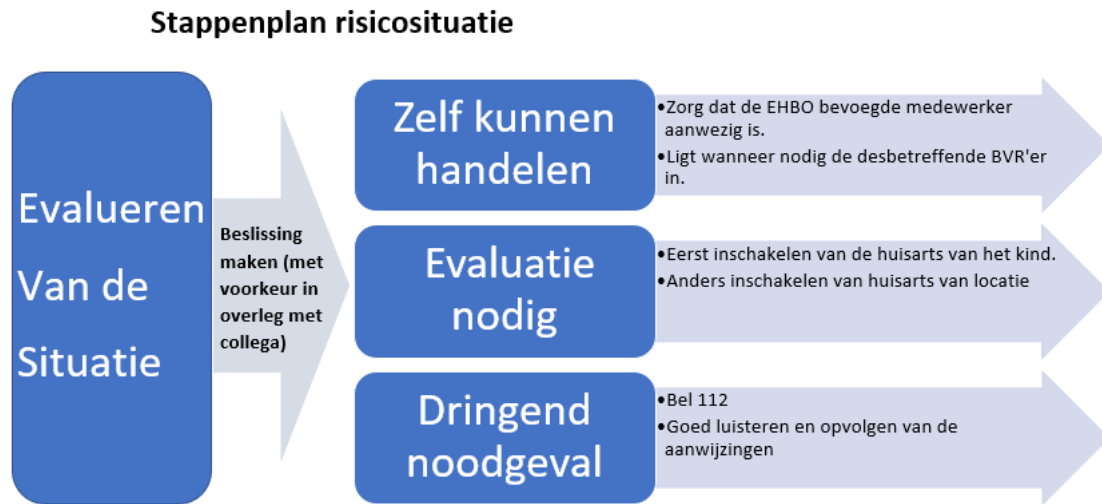 Stappenplan risicosituatie
Evalueren
Van de
Situatie
Beslissing
maken (met
voorkeur in
overleg met
collega)
Zelf kunnen
handelen
•Zorg dat de EHBO bevoegde medewerker
aanwezig is.
•Ligt wanneer nodig de desbetreffende BVR'er
in.
Evaluatie
nodig
•Eerst inschakelen van de huisarts van het kind.
•Anders inschakelen van huisarts van locatie
Dringend
noodgeval
•Bel 112
•Goed luisteren en opvolgen van de
aanwijzingen